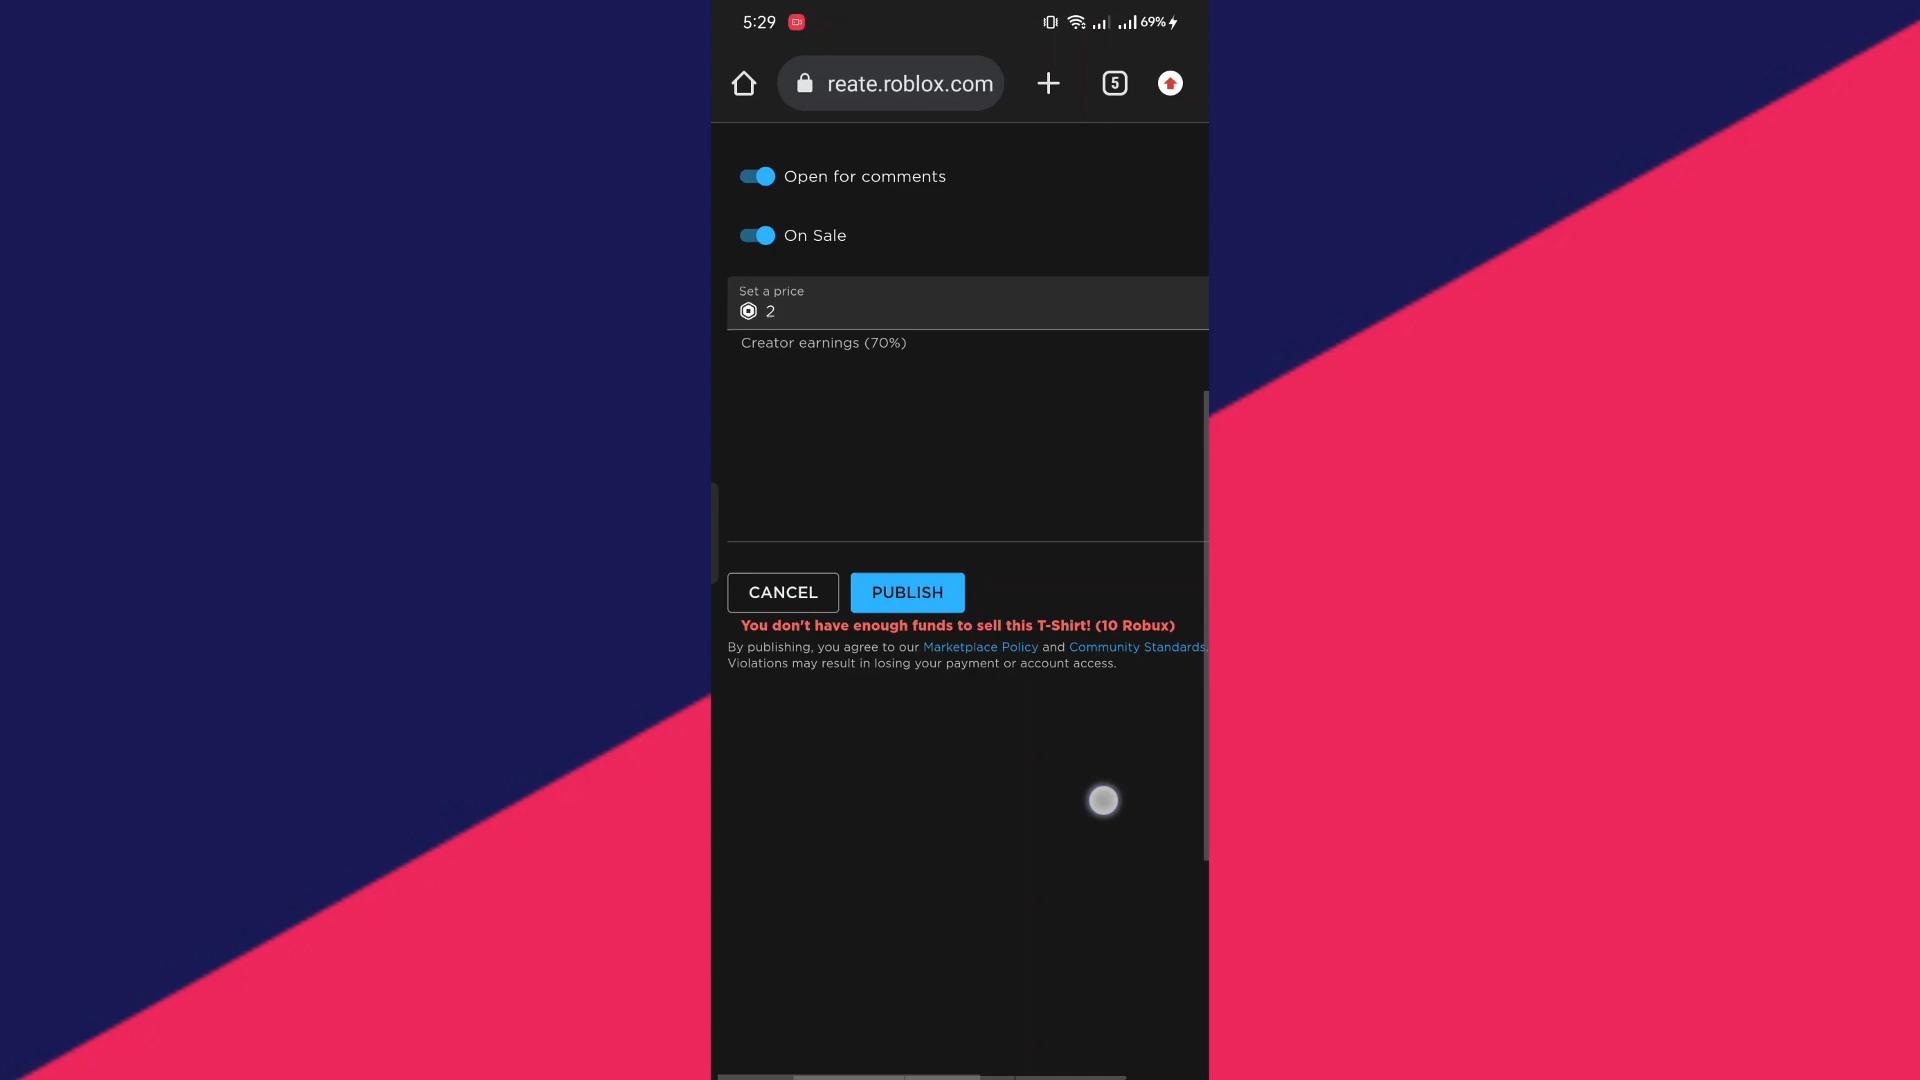 5:29
69%
reate.roblox.com
5
Open for comments
On Sale
Set a price
2
Creator earnings (70%)
CANCEL
PUBLISH
You don't have enough funds to sell this T-Shirt! (10 Robux)
By publishing, you agree to our Marketplace Policy and Community Standards.
Violations may result in losing your payment or account access.